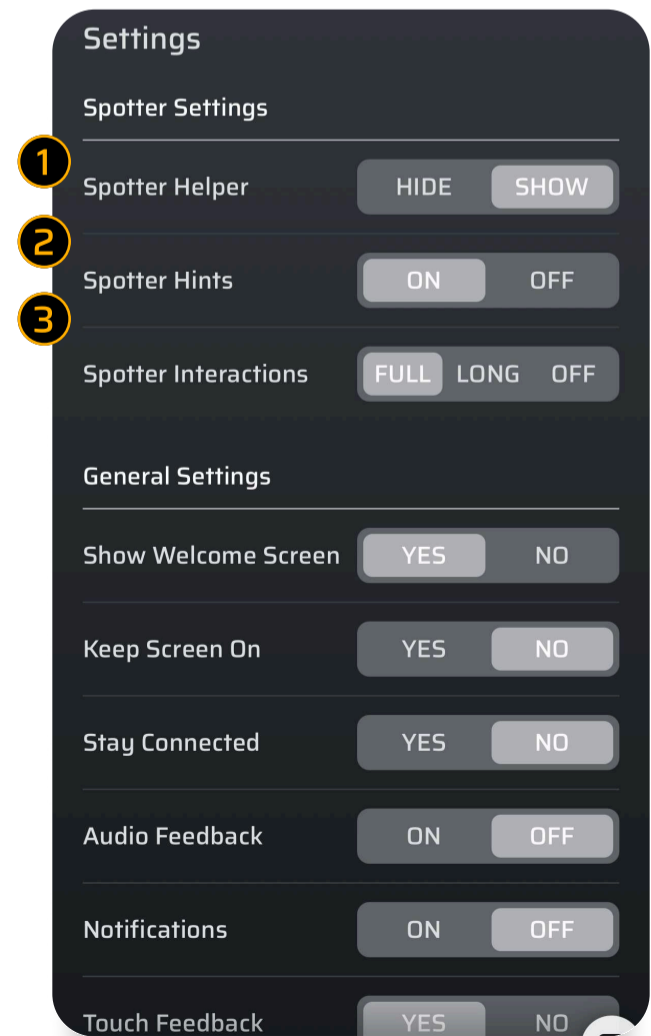 Settings
Spotter Settings
1
Spotter Helper HIDE SHOW
2
Spotter Hints ON OFF
3
Spotter Interactions FULL LONG OFF
General Settings
Show Welcome Screen YES NO
Keep Screen On YES NO
Stay Connected YES NO
Audio Feedback ON OFF
Notifications ON OFF
Touch Feedback YES NO